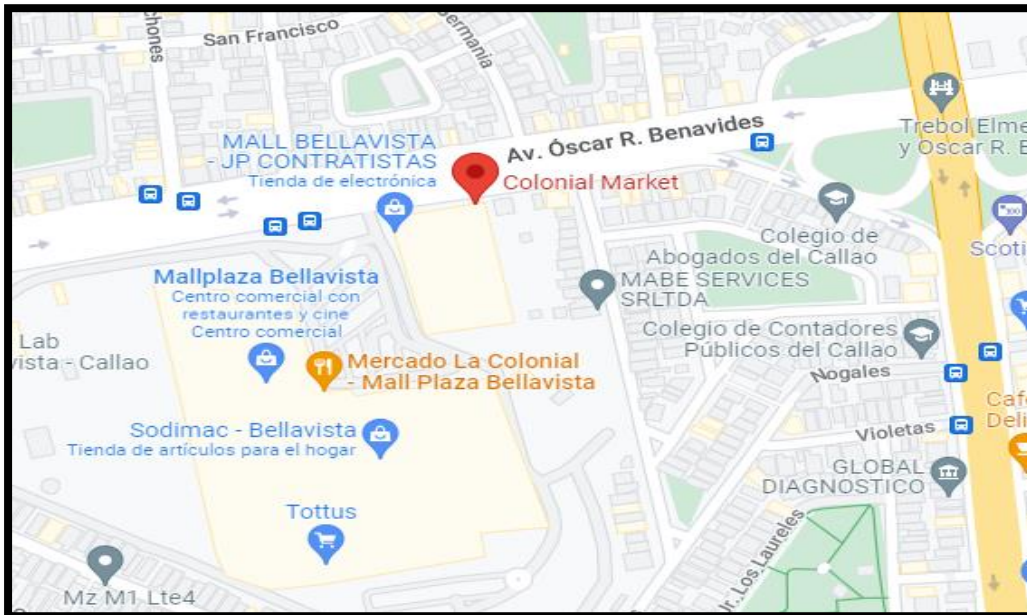 San Francisco
chones
ermania
MALL BELLAVISTA
- JP CONTRATISTAS
Tienda de electrónica
Av. Óscar R. Benavides
Colonial Market
Trebol Elme
y Oscar R. B
Colegio de
Abogados del Callao
Scoti
Mallplaza Bellavista
Centro comercial con
restaurantes y cine
Centro comercial
MABE SERVICES
SRLTDA
Lab
vista - Callao
Colegio de Contadores
Públicos del Callao
Mercado La Colonial
- Mall Plaza Bellavista
Nogales
Café
Deli
Sodimac - Bellavista
Tienda de artículos para el hogar
Violetas
GLOBAL
DIAGNOSTICO
Tottus
Jr. Los Laureles
Mz M1 Lte4